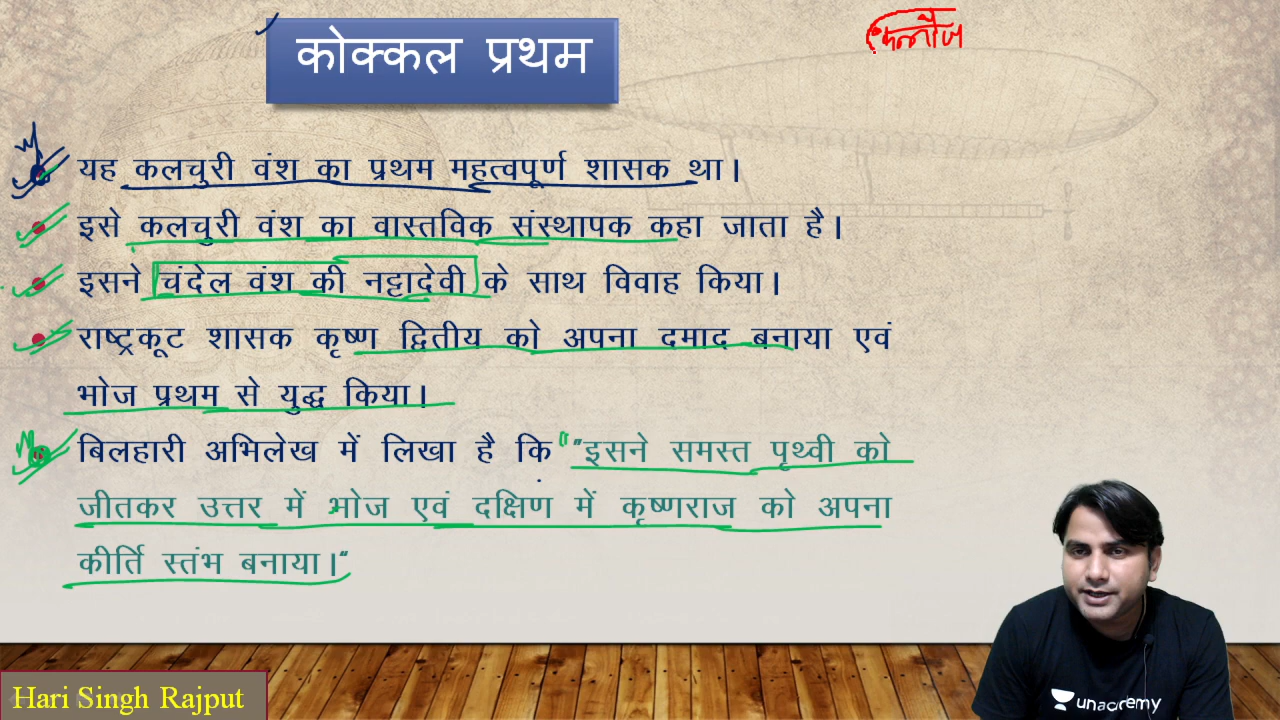 कोक्कल प्रथम
यह कलचुरी वंश का प्रथम महत्वपूर्ण शासक था।
इसे कलचुरी वंश का वास्तविक संस्थापक कहा जाता है।
इसने चंदेल वंश की नट्टादेवी के साथ विवाह किया।
राष्ट्रकूट शासक कृष्ण द्वितीय को अपना दमाद बनाया एवं
भोज प्रथम से युद्ध किया।
बिलहारी अभिलेख में लिखा है कि "इसने समस्त पृथ्वी को
जीतकर उत्तर में भोज एवं दक्षिण में कृष्णराज को अपना
कीर्ति स्तंभ बनाया।"
Hari Singh Rajput
unacademy